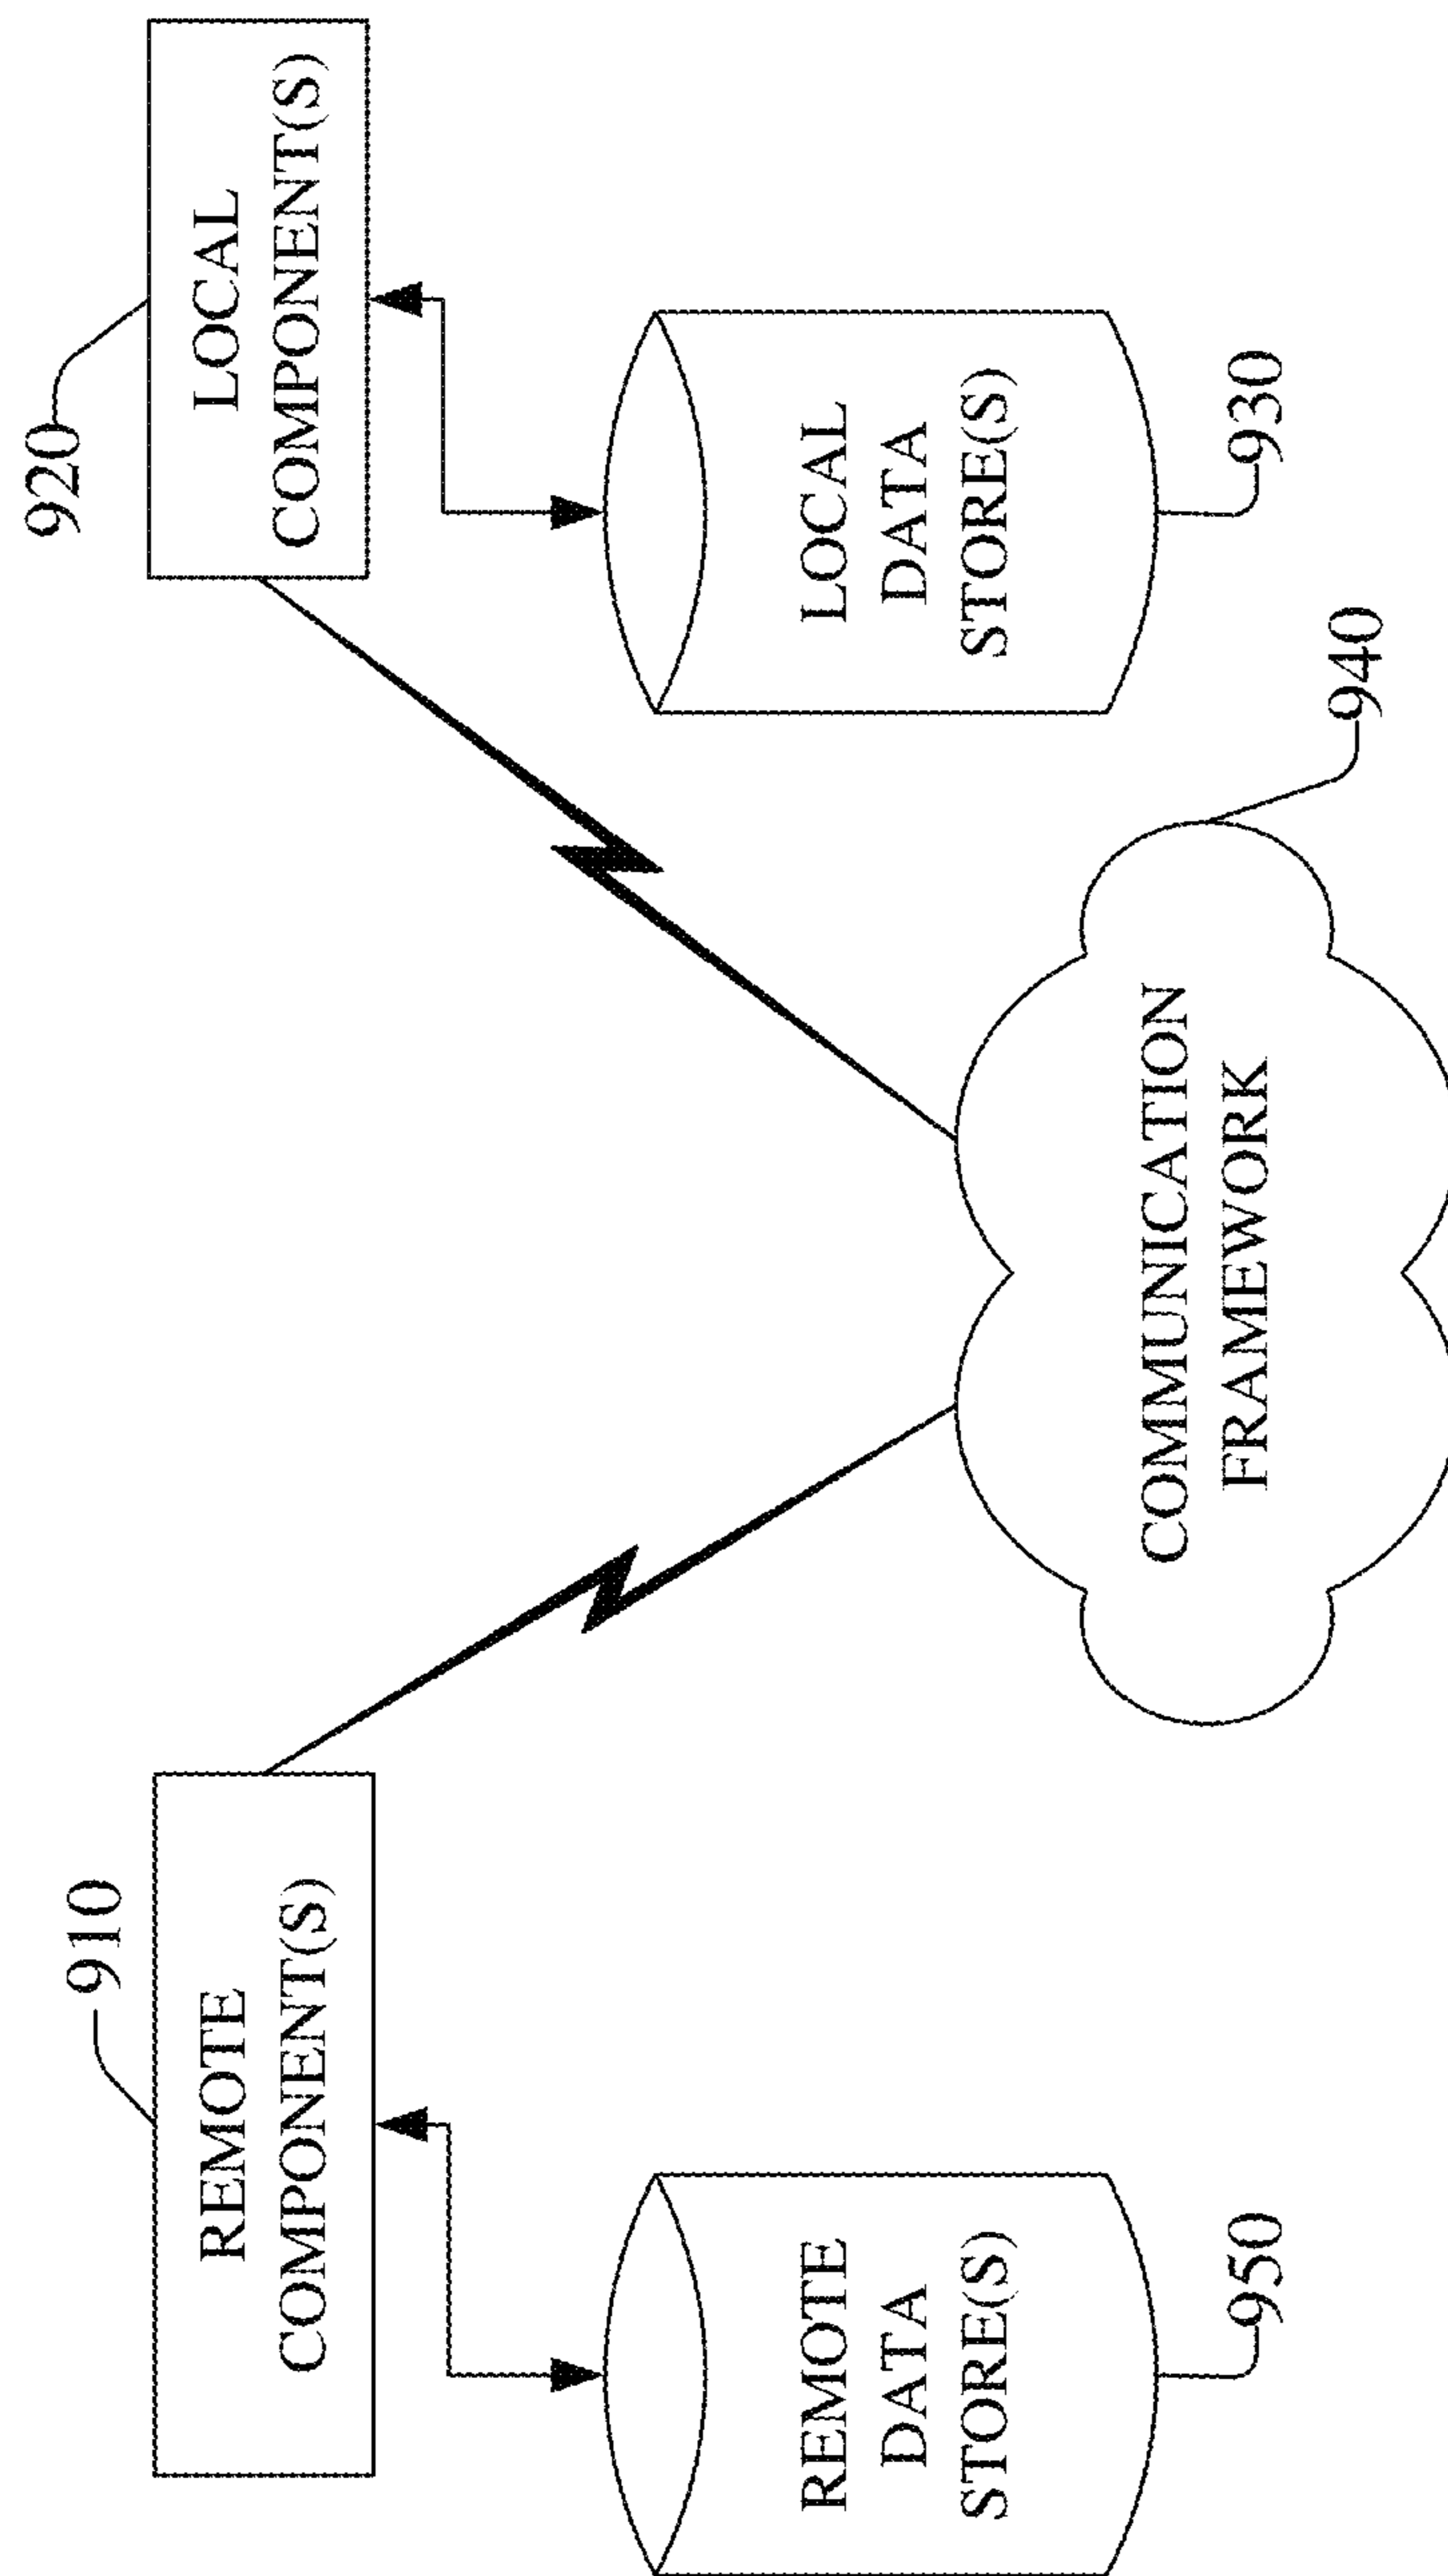 910
REMOTE
COMPONENT(S)
920
LOCAL
COMPONENT(S)
REMOTE
DATA
STORE(S)
950
LOCAL
DATA
STORE(S)
930
COMMUNICATION
FRAMEWORK
940